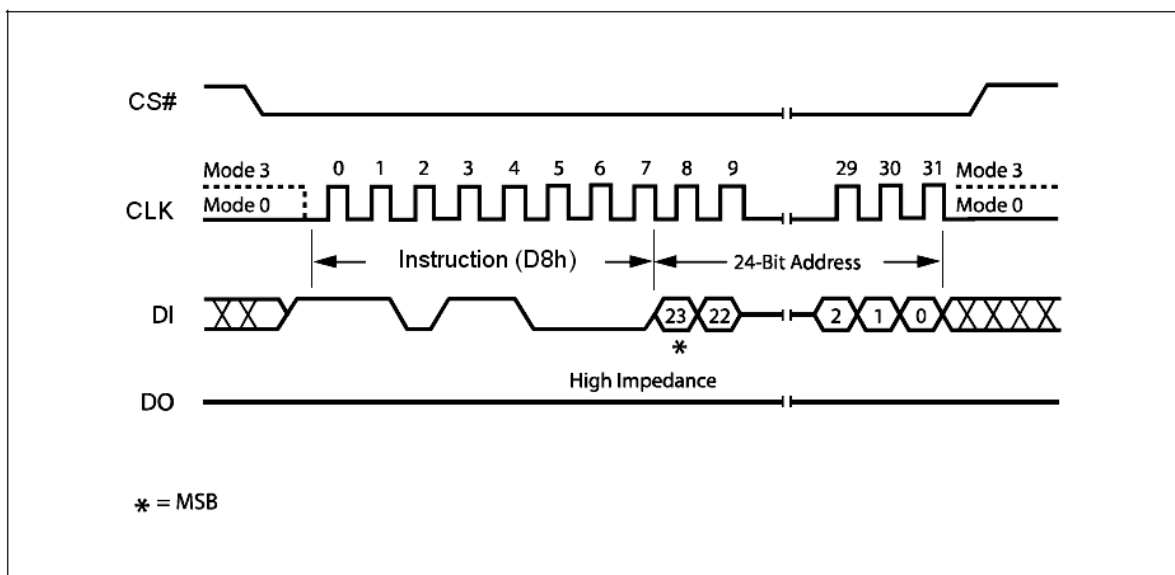 CS#
Mode 3 0 1 2 3 4 5 6 7 8 9 29 30 31 Mode 3
CLK Mode 0 Mode 0
Instruction (D8h) 24-Bit Address
DI 23 22 2 1 0
*
High Impedance
DO
* = MSB